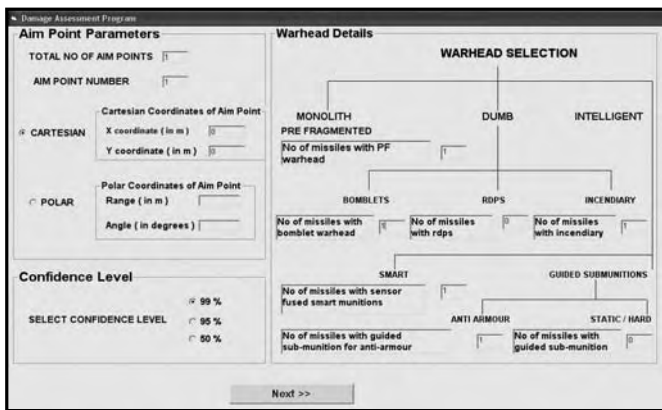 Damage Assessment Program
Aim Point Parameters
TOTAL NO OF AIM POINTS 1
AIM POINT NUMBER 1
Cartesian Coordinates of Aim Point
CARTESIAN
X coordinate ( in m ) 0
Y coordinate ( in m ) 0
Polar Coordinates of Aim Point
POLAR
Range ( in m )
Angle ( in degrees )
Confidence Level
SELECT CONFIDENCE LEVEL
99 %
95 %
50 %
Warhead Details
WARHEAD SELECTION
MONOLITH DUMB INTELLIGENT
PRE FRAGMENTED
No of missiles with PF
warhead 1
BOMBLETS RDPS INCENDIARY
No of missiles with
bomblet warhead 1
No of missiles
with rdps 0
No of missiles
with incendiary 1
SMART GUIDED SUBMUNITIONS
No of missiles with sensor
fused smart munitions 1
ANTI ARMOUR STATIC / HARD
No of missiles with guided
sub-munition for anti-armour 1
No of missiles with
guided sub-munition 0
Next >>